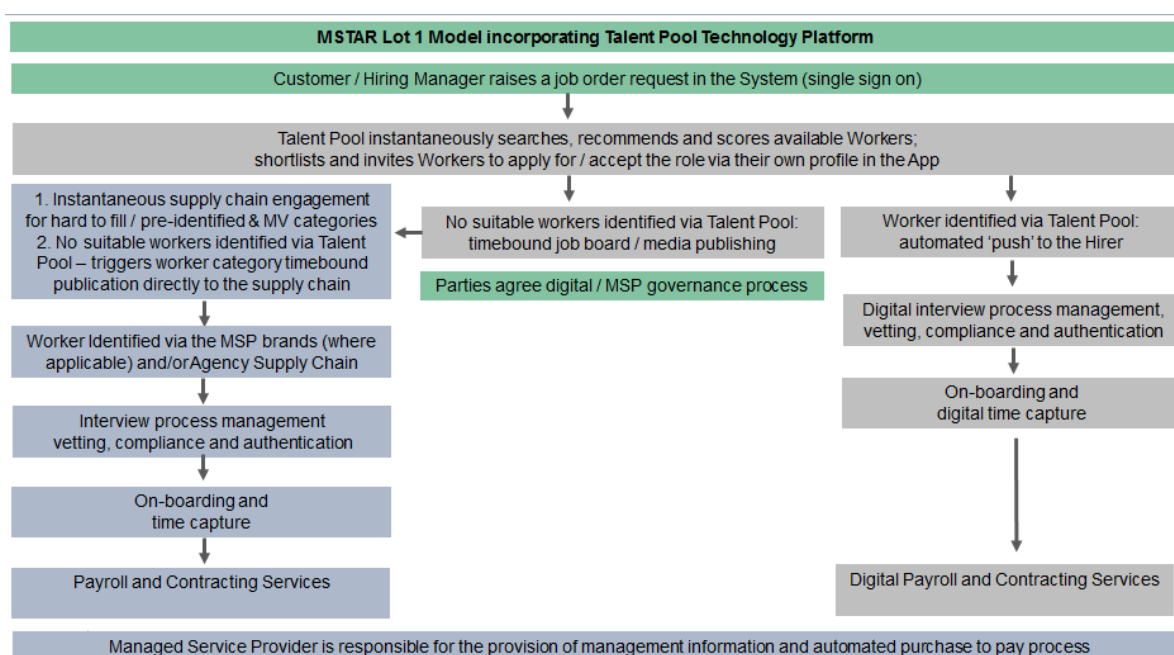 MSTAR Lot 1 Model incorporating Talent Pool Technology Platform
Customer / Hiring Manager raises a job order request in the System (single sign on)
Talent Pool instantaneously searches, recommends and scores available Workers;
shortlists and invites Workers to apply for / accept the role via their own profile in the App
1. Instantaneous supply chain engagement
for hard to fill / pre-identified & MV categories
2. No suitable workers identified via Talent
Pool – triggers worker category timebound
publication directly to the supply chain
No suitable workers identified via Talent Pool:
timebound job board / media publishing
Parties agree digital / MSP governance process
Worker identified via Talent Pool:
automated ‘push’ to the Hirer
Worker Identified via the MSP brands (where
applicable) and/or Agency Supply Chain
Digital interview process management,
vetting, compliance and authentication
Interview process management
vetting, compliance and authentication
On-boarding and
digital time capture
On-boarding and
time capture
Payroll and Contracting Services
Digital Payroll and Contracting Services
Managed Service Provider is responsible for the provision of management information and automated purchase to pay process